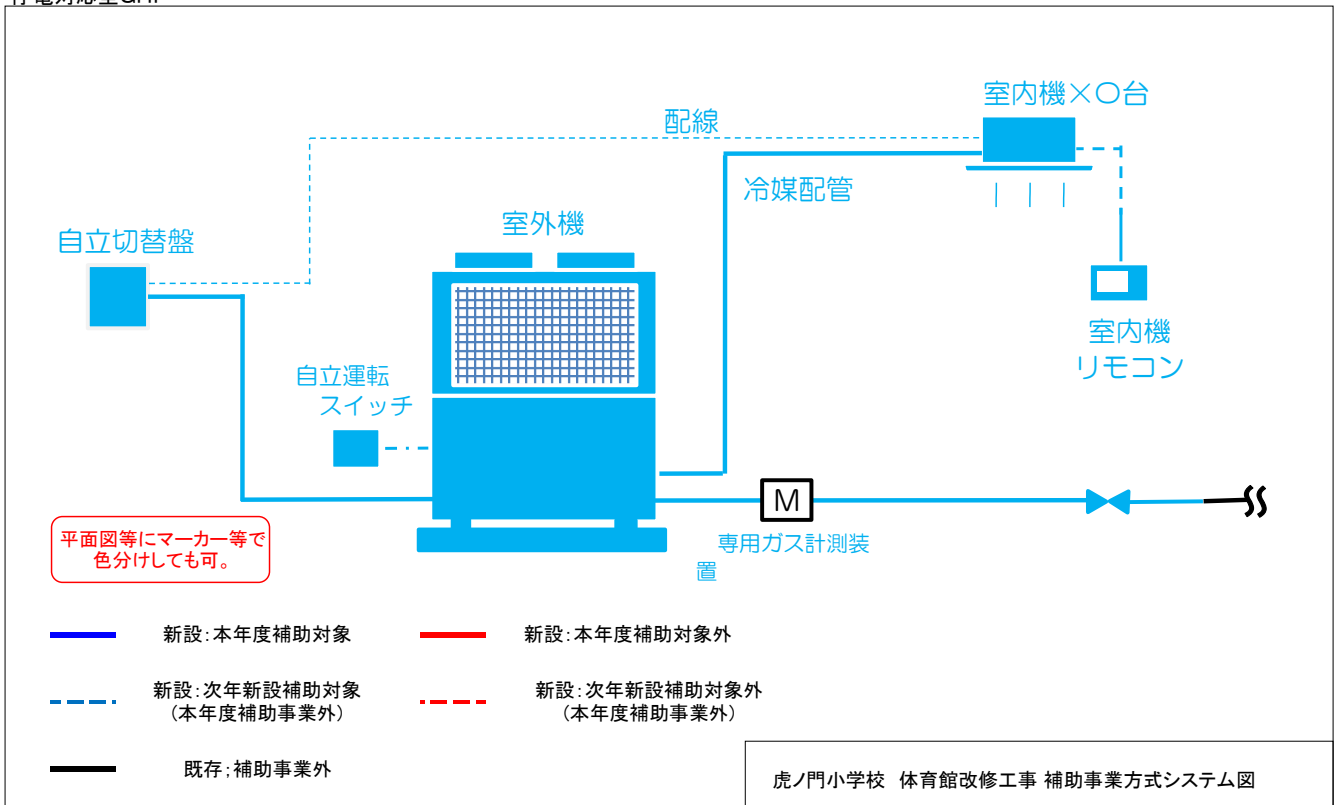 室内機×〇台
配線
冷媒配管
室外機
自立切替盤
自立運転
スイッチ
室内機
リモコン
M
専用ガス計測装
置
平面図等にマーカー等で
色分けしても可。
新設:本年度補助対象
新設:本年度補助対象外
新設:次年新設補助対象
(本年度補助事業外)
新設:次年新設補助対象外
(本年度補助事業外)
既存;補助事業外
虎ノ門小学校 体育館改修工事 補助事業方式システム図